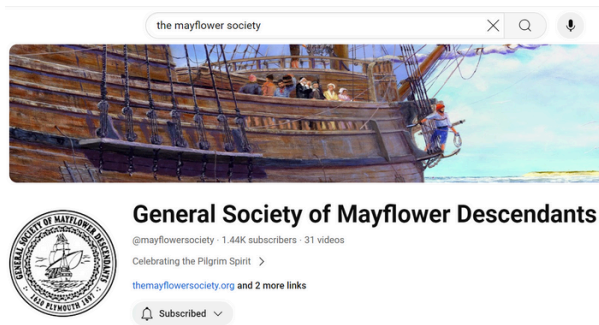 the mayflower society
General Society of Mayflower Descendants
@mayflowersociety · 1.44K subscribers · 31 videos
Celebrating the Pilgrim Spirit
themayflowersociety.org and 2 more links
Subscribed
GENERAL SOCIETY OF MAYFLOWER DESCENDANTS
1620 PLYMOUTH 1897